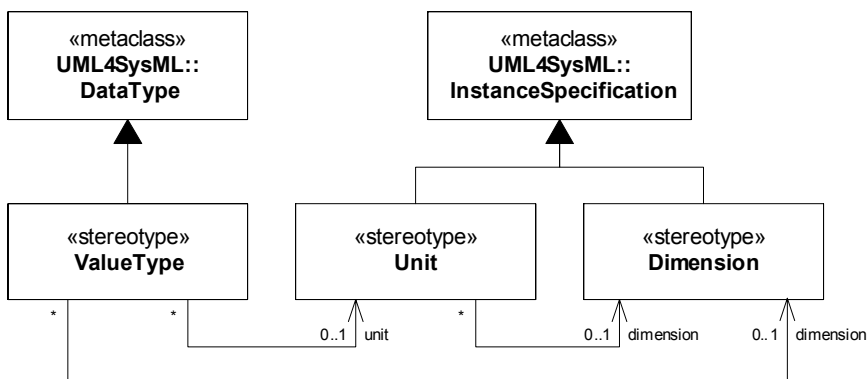 «metaclass»
UML4SysML::
DataType
«metaclass»
UML4SysML::
InstanceSpecification
«stereotype»
ValueType
«stereotype»
Unit
«stereotype»
Dimension
*
*
0..1
unit
*
0..1
dimension
0..1
dimension